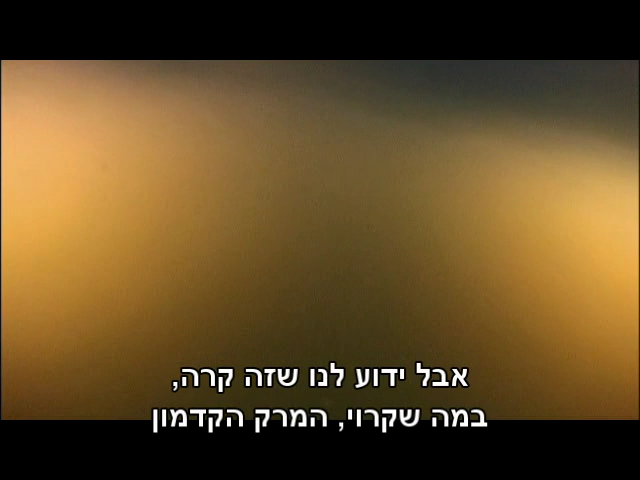 אבל ידוע לנו שזה קרה,
במה שקרוי, המרק הקדמון